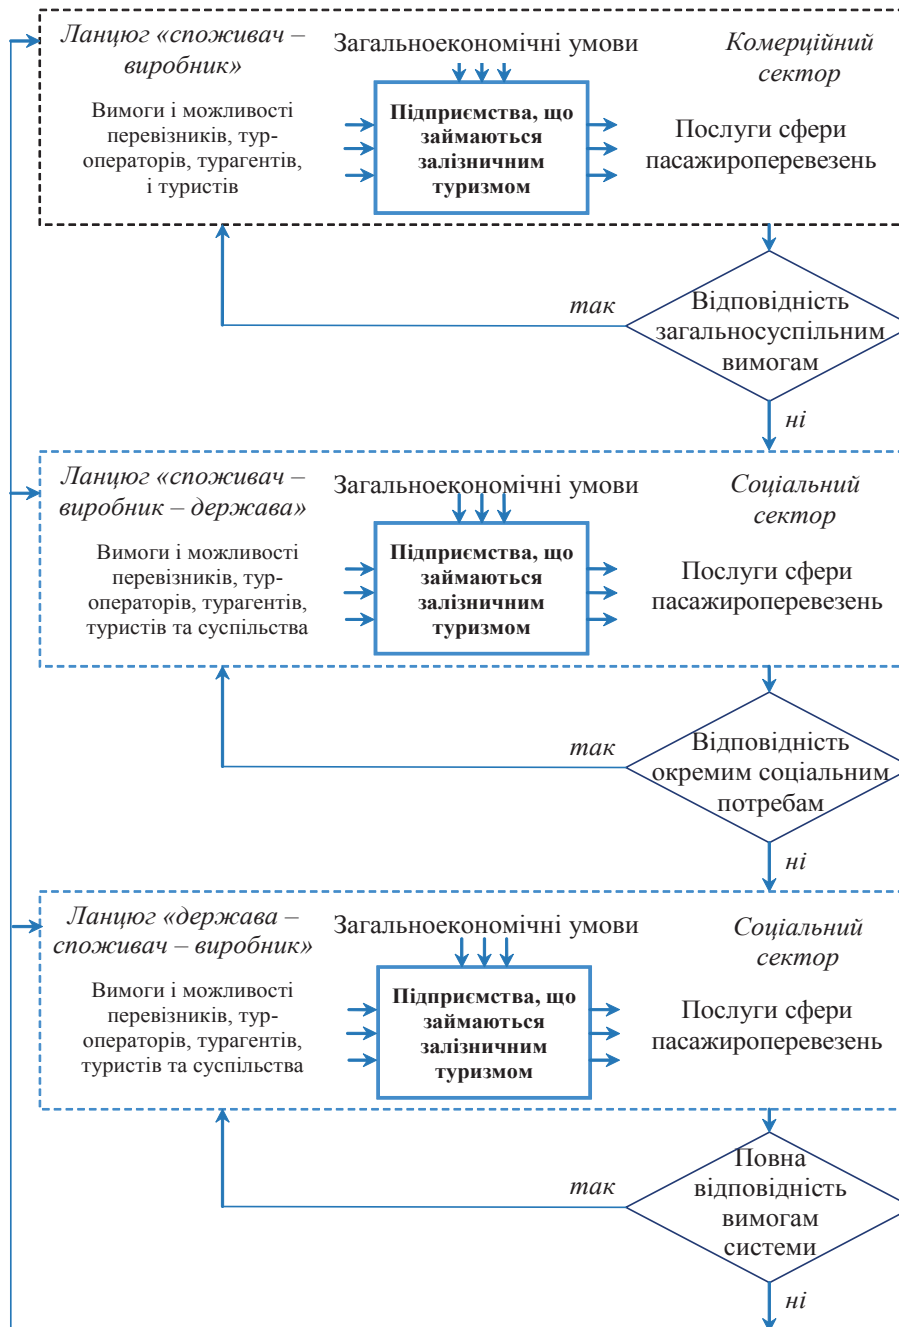 Ланцюг «споживач –
виробник»
Загальноекономічні умови
Комерційний
сектор
Вимоги і можливості
перевізників, тур-
операторів, турагентів,
і туристів
Підприємства, що
займаються
залізничним
туризмом
Послуги сфери
пасажироперевезень
так
Відповідність
загальносуспільним
вимогам
ні
Ланцюг «споживач –
виробник – держава»
Загальноекономічні умови
Соціальний
сектор
Вимоги і можливості
перевізників, тур-
операторів, турагентів,
туристів та суспільства
Підприємства, що
займаються
залізничним
туризмом
Послуги сфери
пасажироперевезень
так
Відповідність
окремим соціальним
потребам
ні
Ланцюг «держава –
споживач – виробник»
Загальноекономічні умови
Соціальний
сектор
Вимоги і можливості
перевізників, тур-
операторів, турагентів,
туристів та суспільства
Підприємства, що
займаються
залізничним
туризмом
Послуги сфери
пасажироперевезень
так
Повна
відповідність
вимогам
системи
ні